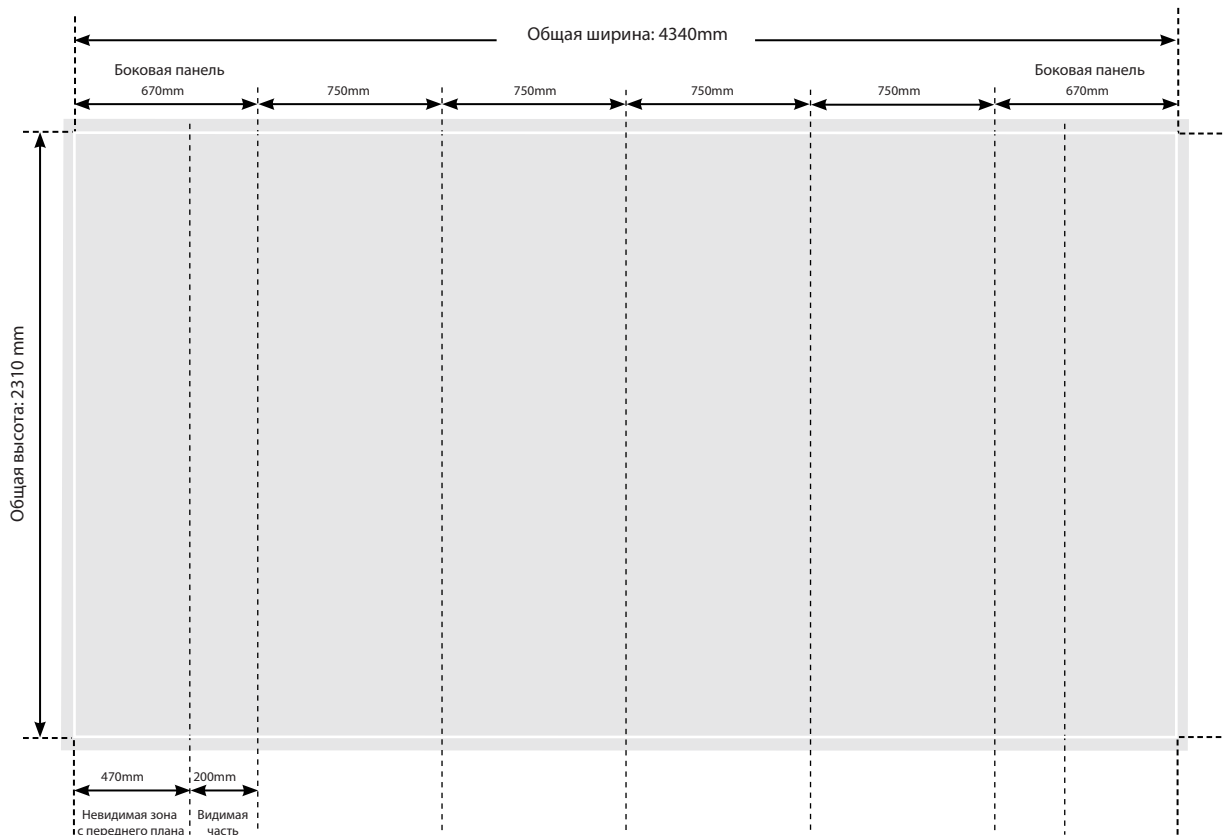 Общая ширина: 4340mm
Боковая панель
Боковая панель
670mm
750mm
750mm
750mm
750mm
670mm
Общая высота: 2310 mm
470mm
200mm
Невидимая зона
с переднего плана
Видимая
часть